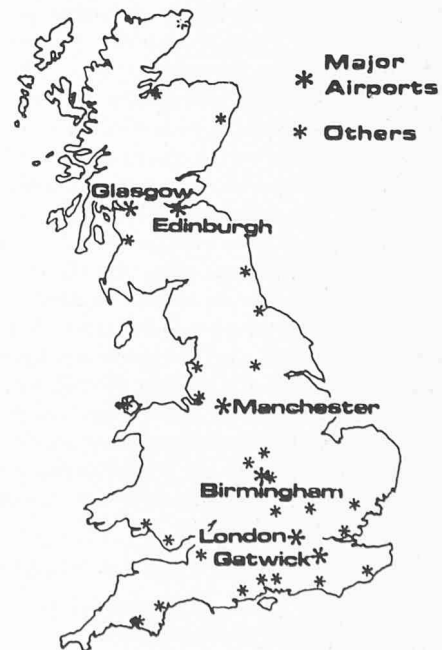 * Major
Airports
* Others
Glasgow
Edinburgh
*Manchester
Birmingham
London*
Gatwick*